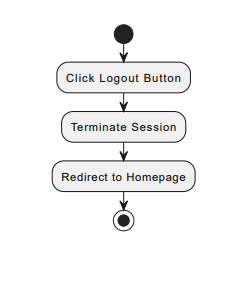 Click Logout Button
Terminate Session
Redirect to Homepage